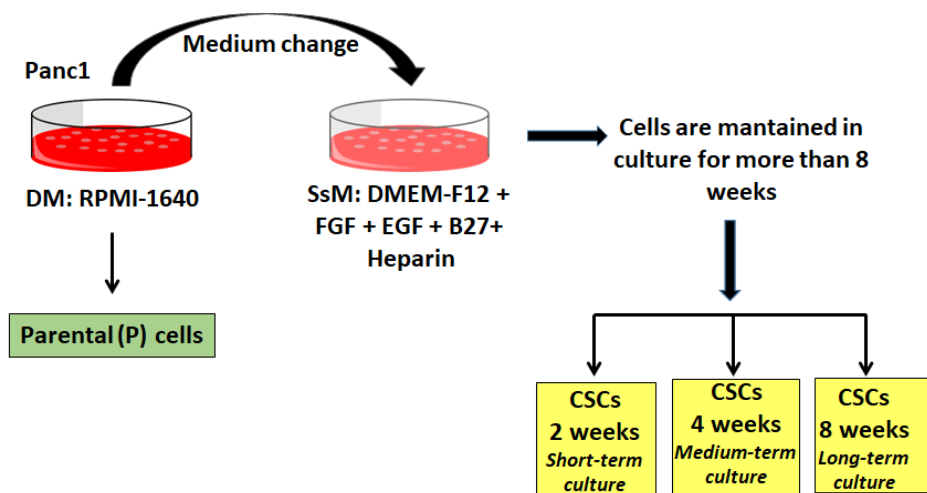 Medium change
Panc1
DM: RPMI-1640
SsM: DMEM-F12 +
FGF + EGF + B27+
Heparin
Cells are mantained in
culture for more than 8
weeks
Parental (P) cells
CSCs
2 weeks
Short-term
culture
CSCs
4 weeks
Medium-term
culture
CSCs
8 weeks
Long-term
culture